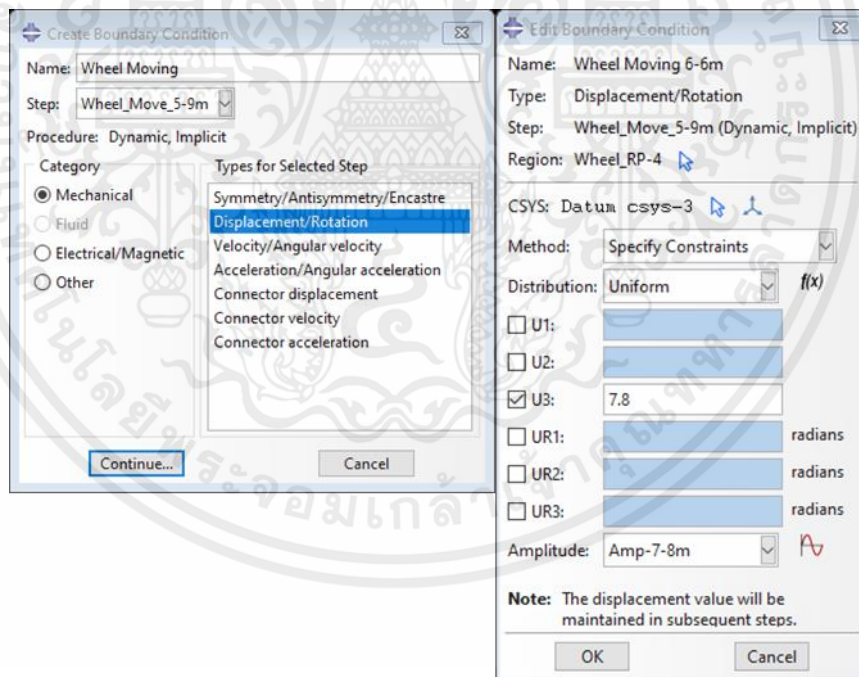 Create Boundary Condition
Name: Wheel Moving
Step: Wheel_Move_5-9m
Procedure: Dynamic, Implicit
Category
Mechanical
Fluid
Electrical/Magnetic
Other
Types for Selected Step
Symmetry/Antisymmetry/Encastre
Displacement/Rotation
Velocity/Angular velocity
Acceleration/Angular acceleration
Connector displacement
Connector velocity
Connector acceleration
Continue...
Cancel
Edit Boundary Condition
Name: Wheel Moving 6-6m
Type: Displacement/Rotation
Step: Wheel_Move_5-9m (Dynamic, Implicit)
Region: Wheel_RP-4
CSYS: Datum csys-3
Method: Specify Constraints
Distribution: Uniform f(x)
U1:
U2:
U3: 7.8
UR1: radians
UR2: radians
UR3: radians
Amplitude: Amp-7-8m
Note: The displacement value will be
maintained in subsequent steps.
OK
Cancel